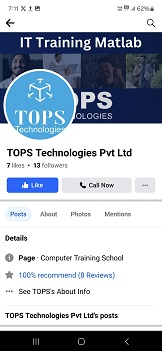 7:11
62%
IT Training Matlab
TOPS
Technologies
TOPS
TECHNOLOGIES
TOPS Technologies Pvt Ltd
7 likes • 13 followers
Like
Call Now
Posts
About
Photos
Mentions
Details
Page · Computer Training School
100% recommend (8 Reviews)
See TOPS's About Info
TOPS Technologies Pvt Ltd's posts